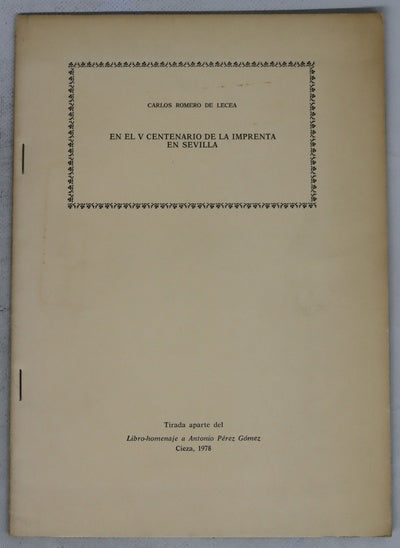 CARLOS ROMERO DE LECEA
EN EL V CENTENARIO DE LA IMPRENTA
EN SEVILLA
Tirada aparte del
Libro-homenaje a Antonio Pérez Gómez
Cieza, 1978